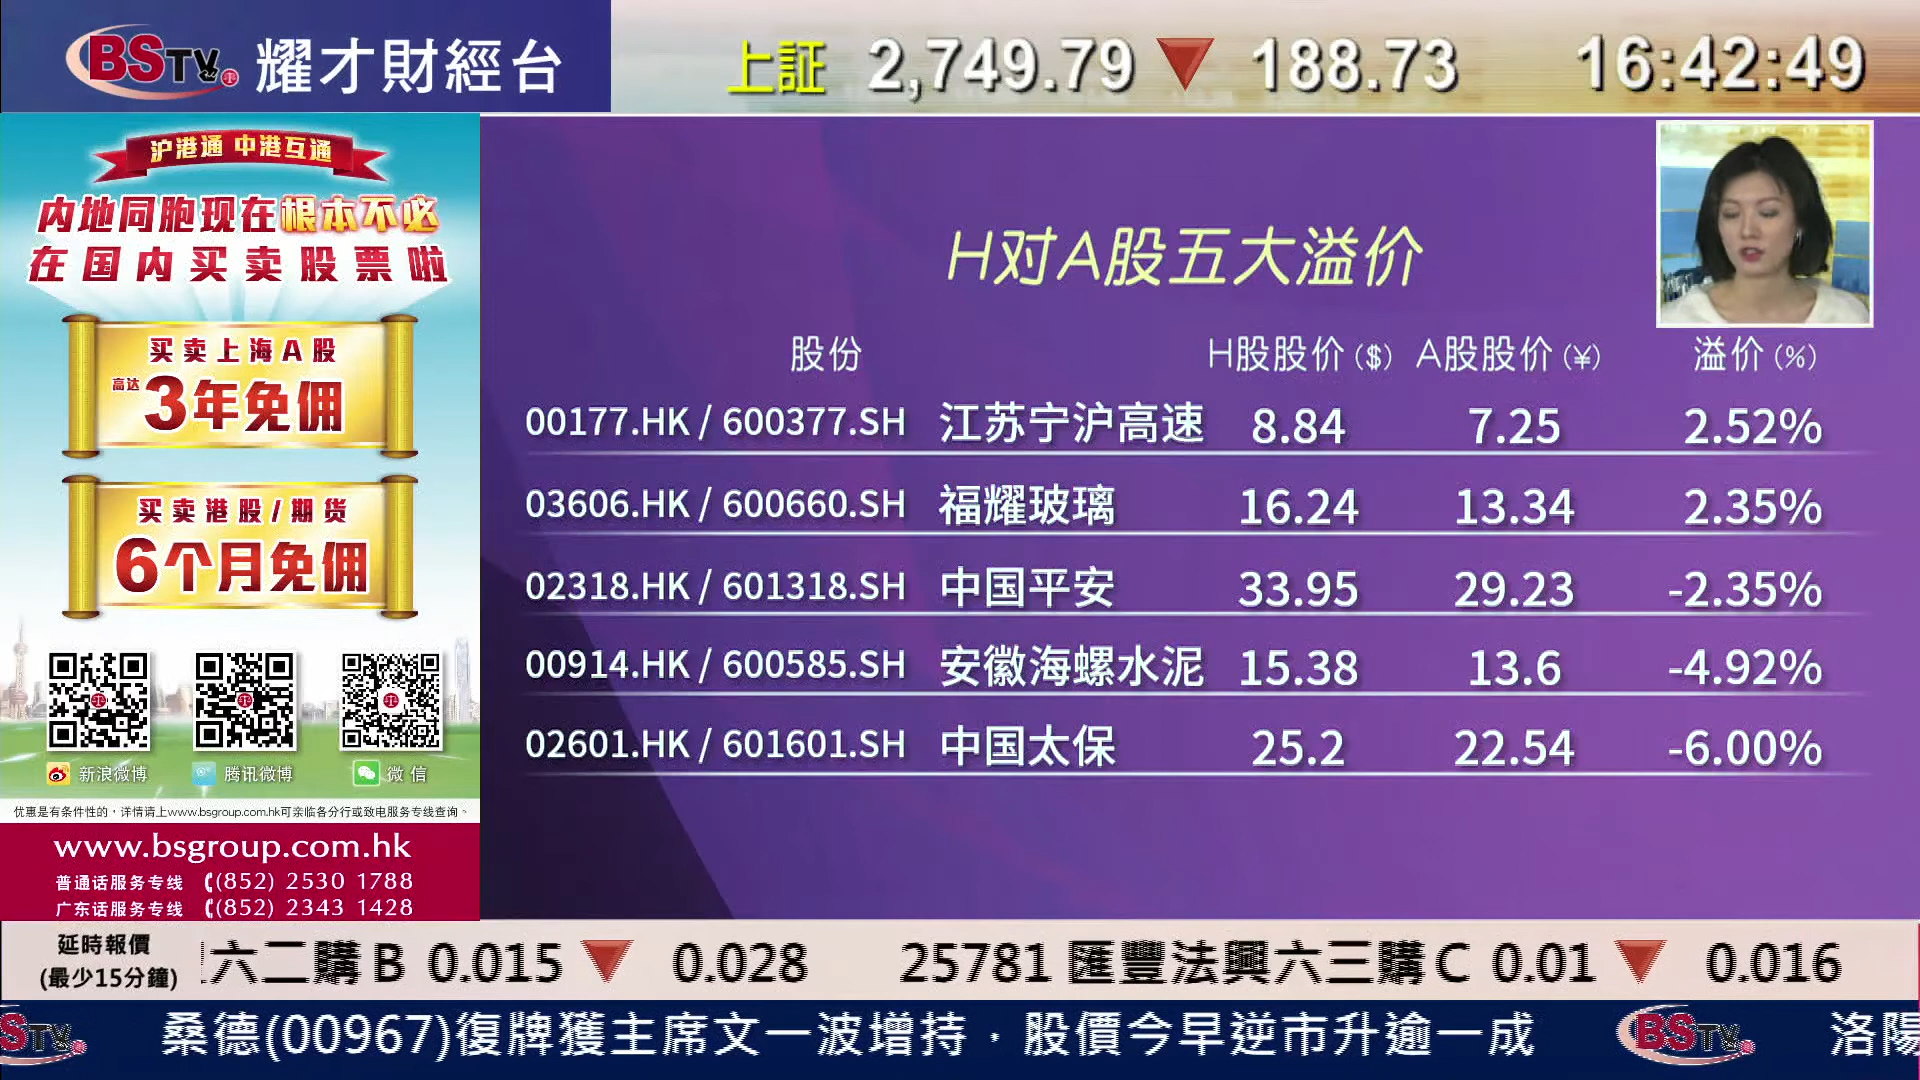 BSTV 耀才財經台
上証 2,749.79 ▼ 188.73 16:42:49
沪港通 中港互通
内地同胞现在根本不必
在国内买卖股票啦
买卖上海A股
高达3年免佣
买卖港股/期货
6个月免佣
新浪微博 腾讯微博 微信
优惠是有条件性的，详情请上www.bsgroup.com.hk可亲临各分行或致电服务专线查询。
www.bsgroup.com.hk
普通话服务专线 (852) 2530 1788
广东话服务专线 (852) 2343 1428
H对A股五大溢价
股份 H股股价($) A股股价(¥) 溢价(%)
00177.HK / 600377.SH 江苏宁沪高速 8.84 7.25 2.52%
03606.HK / 600660.SH 福耀玻璃 16.24 13.34 2.35%
02318.HK / 601318.SH 中国平安 33.95 29.23 -2.35%
00914.HK / 600585.SH 安徽海螺水泥 15.38 13.6 -4.92%
02601.HK / 601601.SH 中国太保 25.2 22.54 -6.00%
延時報價
(最少15分鐘)
六二購B 0.015 ▼ 0.028 25781 匯豐法興六三購C 0.01 ▼ 0.016
STV 桑德(00967)復牌獲主席文一波增持，股價今早逆市升逾一成 BSTV 洛陽